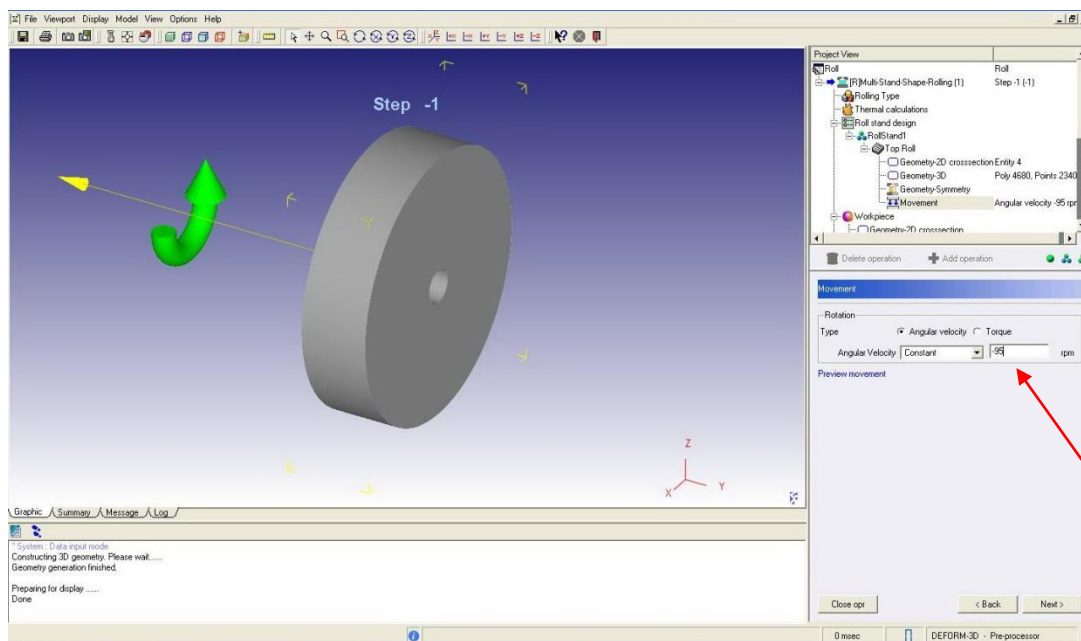 File Viewport Display Model View Options Help
Step -1
Z
X
Y
Graphic Summary Message Log
* System : Data input mode
Constructing 3D geometry. Please wait......
Geometry generation finished.
Preparing for display ......
Done
Project View
Roll Roll
[R]Multi-Stand-Shape-Rolling (1) Step -1 (-1)
Rolling Type
Thermal calculations
Roll stand design
RollStand1
Top Roll
Geometry-2D crosssection Entity 4
Geometry-3D Poly 4680, Points 2340
Geometry-Symmetry
Movement Angular velocity -95 rpr
Workpiece
Geometry-2D crosssection
Delete operation Add operation
Movement
Rotation
Type Angular velocity Torque
Angular Velocity Constant -95 rpm
Preview movement
Close opr < Back Next >
0 msec DEFORM-3D - Pre-processor